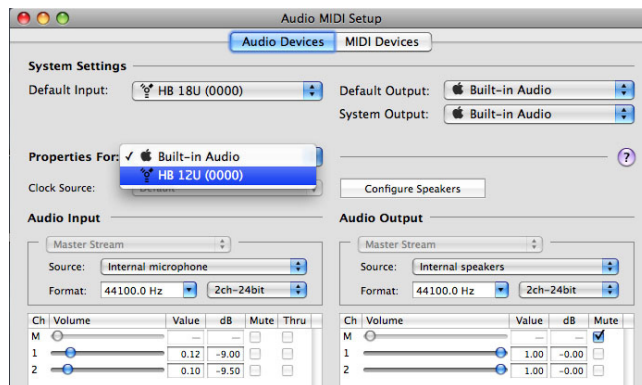 Audio MIDI Setup
Audio Devices MIDI Devices
System Settings
Default Input: HB 18U (0000) Default Output: Built-in Audio
System Output: Built-in Audio
Properties For: ✓ Built-in Audio ?
HB 12U (0000)
Clock Source: Default Configure Speakers
Audio Input Audio Output
Master Stream Master Stream
Source: Internal microphone Source: Internal speakers
Format: 44100.0 Hz 2ch-24bit Format: 44100.0 Hz 2ch-24bit
Ch Volume Value dB Mute Thru Ch Volume Value dB Mute
M — — M — —
1 0.12 -9.00 1 1.00 -0.00
2 0.10 -9.50 2 1.00 -0.00